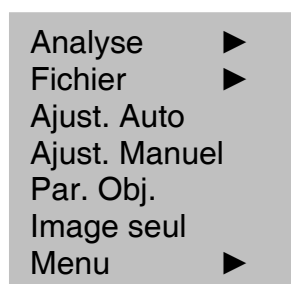 Analyse ▶
Fichier ▶
Ajust. Auto
Ajust. Manuel
Par. Obj.
Image seul
Menu ▶